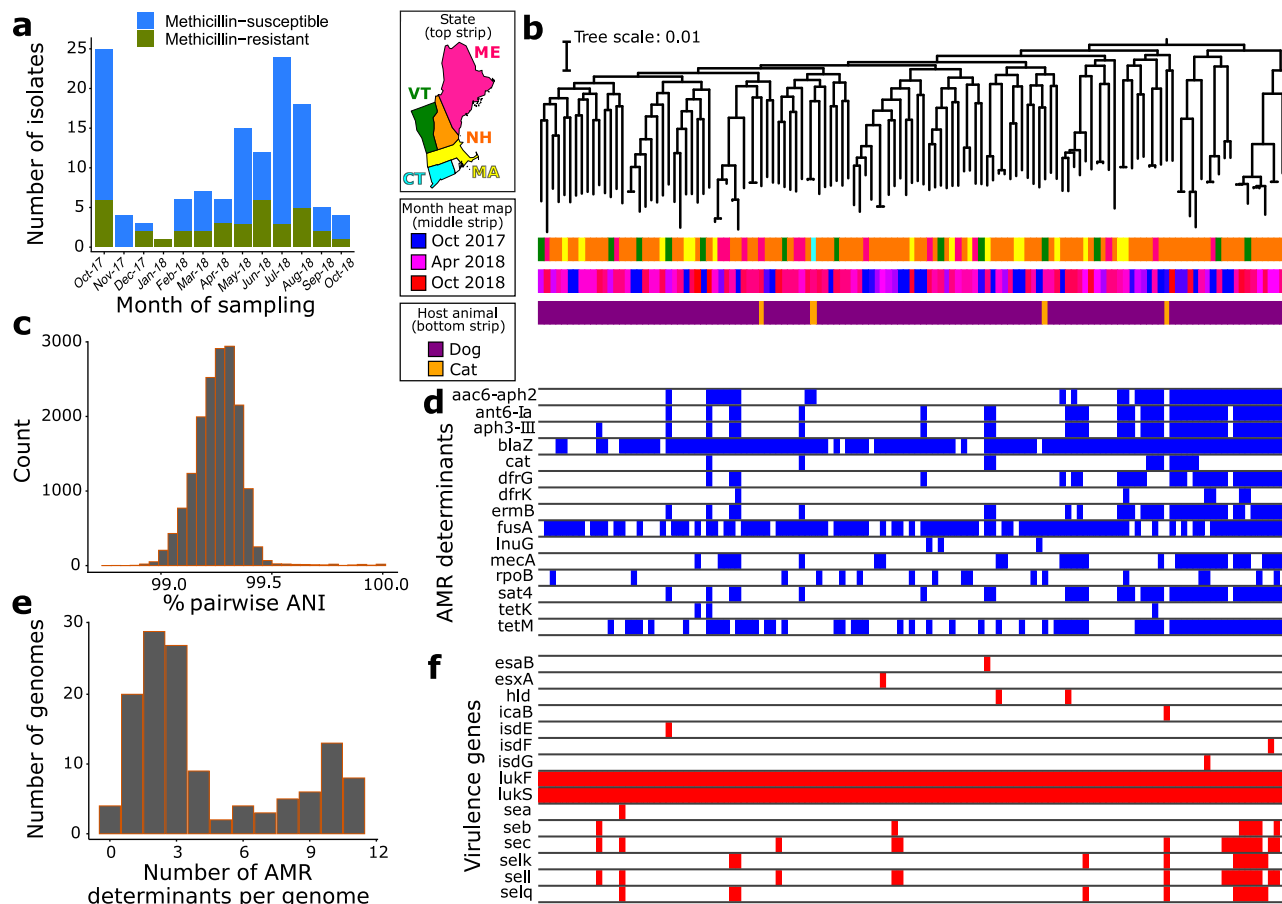 a
Methicillin-susceptible
Methicillin-resistant
Number of isolates
25
20
15
10
5
0
Oct-17
Nov-17
Dec-17
Jan-18
Feb-18
Mar-18
Apr-18
May-18
Jun-18
Jul-18
Aug-18
Sep-18
Oct-18
Month of sampling
State
(top strip)
ME
VT
NH
MA
CT
Month heat map
(middle strip)
Oct 2017
Apr 2018
Oct 2018
Host animal
(bottom strip)
Dog
Cat
b
Tree scale: 0.01
c
Count
3000
2000
1000
0
99.0
99.5
100.0
% pairwise ANI
d
AMR determinants
aac6-aph2
ant6-Ia
aph3-III
blaZ
cat
dfrG
dfrK
ermB
fusA
lnuG
mecA
rpoB
sat4
tetK
tetM
e
Number of genomes
30
20
10
0
0
3
6
9
12
Number of AMR
determinants per genome
f
Virulence genes
esaB
esxA
hld
icaB
isdE
isdF
isdG
lukF
lukS
sea
seb
sec
selk
sell
selq